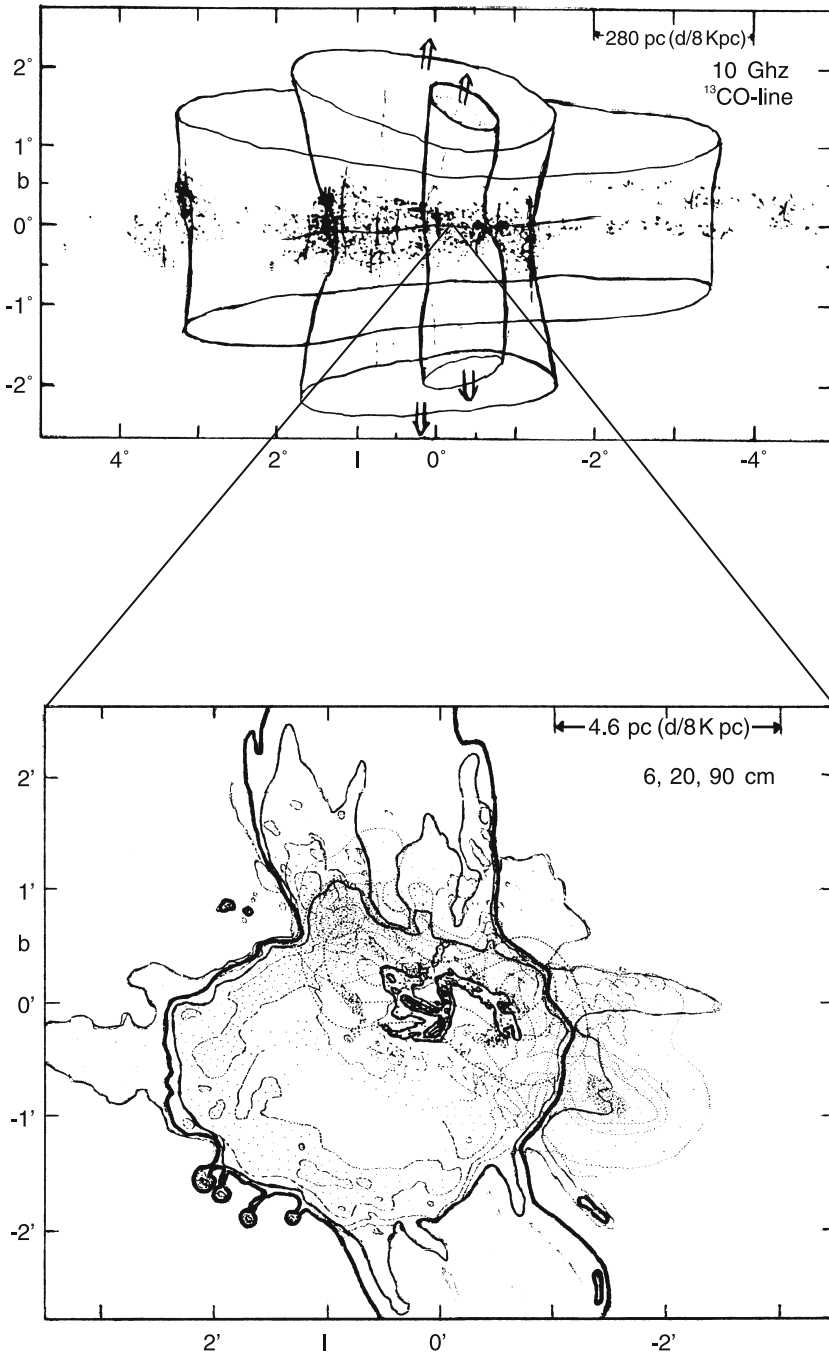 280 pc (d/8 Kpc)
10 Ghz
¹³CO-line
2°
1°
b
0°
-1°
-2°
4°
2°
l
0°
-2°
-4°
4.6 pc (d/8 K pc)
6, 20, 90 cm
2'
1'
b
0'
-1'
-2'
2'
l
0'
-2'